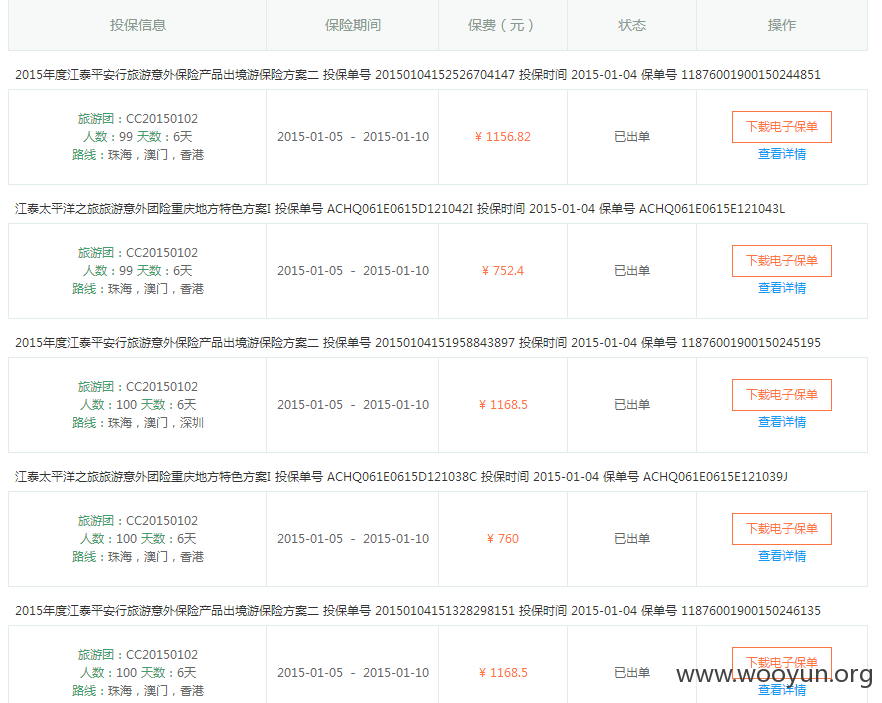 投保信息 保险期间 保费（元） 状态 操作
2015年度江泰平安行旅游意外保险产品出境游保险方案二 投保单号 20150104152526704147 投保时间 2015-01-04 保单号 11876001900150244851
旅游团：CC20150102
人数：99 天数：6天
路线：珠海，澳门，香港
2015-01-05 - 2015-01-10
¥ 1156.82
已出单
下载电子保单
查看详情
江泰太平洋之旅旅游意外团险重庆地方特色方案I 投保单号 ACHQ061E0615D121042I 投保时间 2015-01-04 保单号 ACHQ061E0615E121043L
旅游团：CC20150102
人数：99 天数：6天
路线：珠海，澳门，香港
2015-01-05 - 2015-01-10
¥ 752.4
已出单
下载电子保单
查看详情
2015年度江泰平安行旅游意外保险产品出境游保险方案二 投保单号 20150104151958843897 投保时间 2015-01-04 保单号 11876001900150245195
旅游团：CC20150102
人数：100 天数：6天
路线：珠海，澳门，深圳
2015-01-05 - 2015-01-10
¥ 1168.5
已出单
下载电子保单
查看详情
江泰太平洋之旅旅游意外团险重庆地方特色方案I 投保单号 ACHQ061E0615D121038C 投保时间 2015-01-04 保单号 ACHQ061E0615E121039J
旅游团：CC20150102
人数：100 天数：6天
路线：珠海，澳门，香港
2015-01-05 - 2015-01-10
¥ 760
已出单
下载电子保单
查看详情
2015年度江泰平安行旅游意外保险产品出境游保险方案二 投保单号 20150104151328298151 投保时间 2015-01-04 保单号 11876001900150246135
旅游团：CC20150102
人数：100 天数：6天
路线：珠海，澳门，香港
2015-01-05 - 2015-01-10
¥ 1168.5
已出单
下载电子保单
www.wooyun.org
查看详情